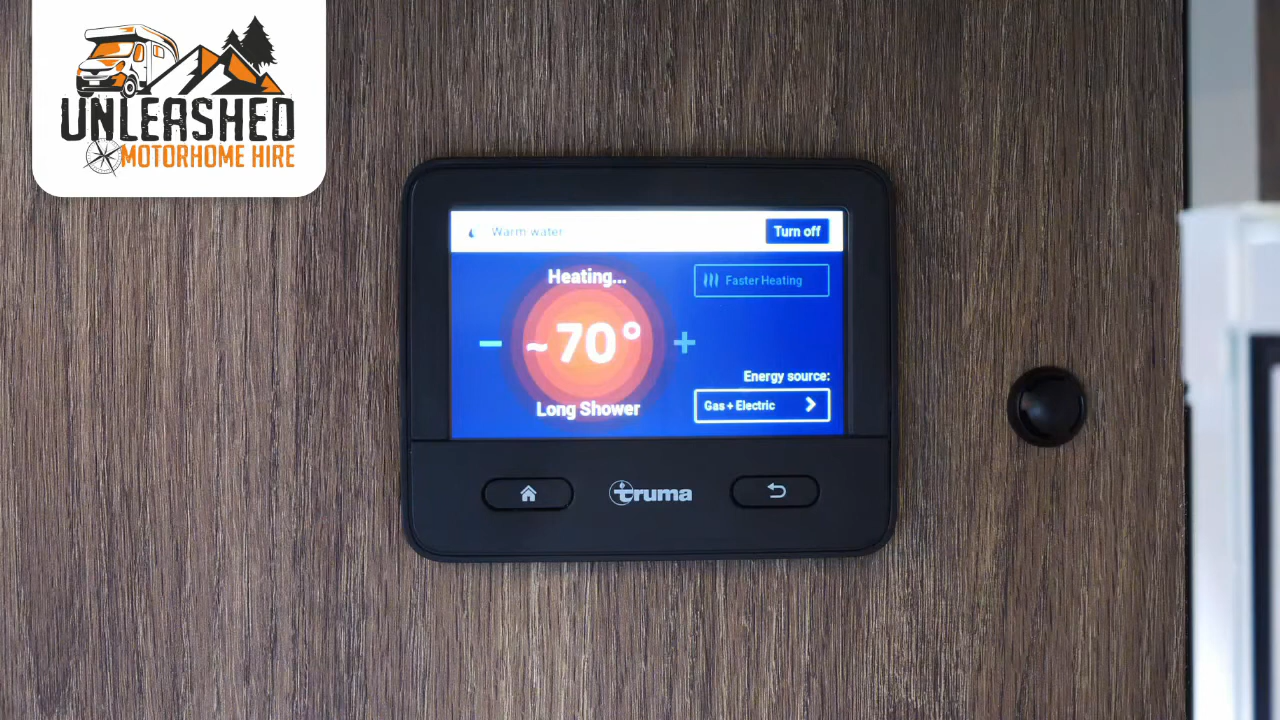 UNLEASHED
MOTORHOME HIRE
Warm water
Turn off
Heating...
Faster Heating
− ~70° +
Long Shower
Energy source:
Gas + Electric
truma